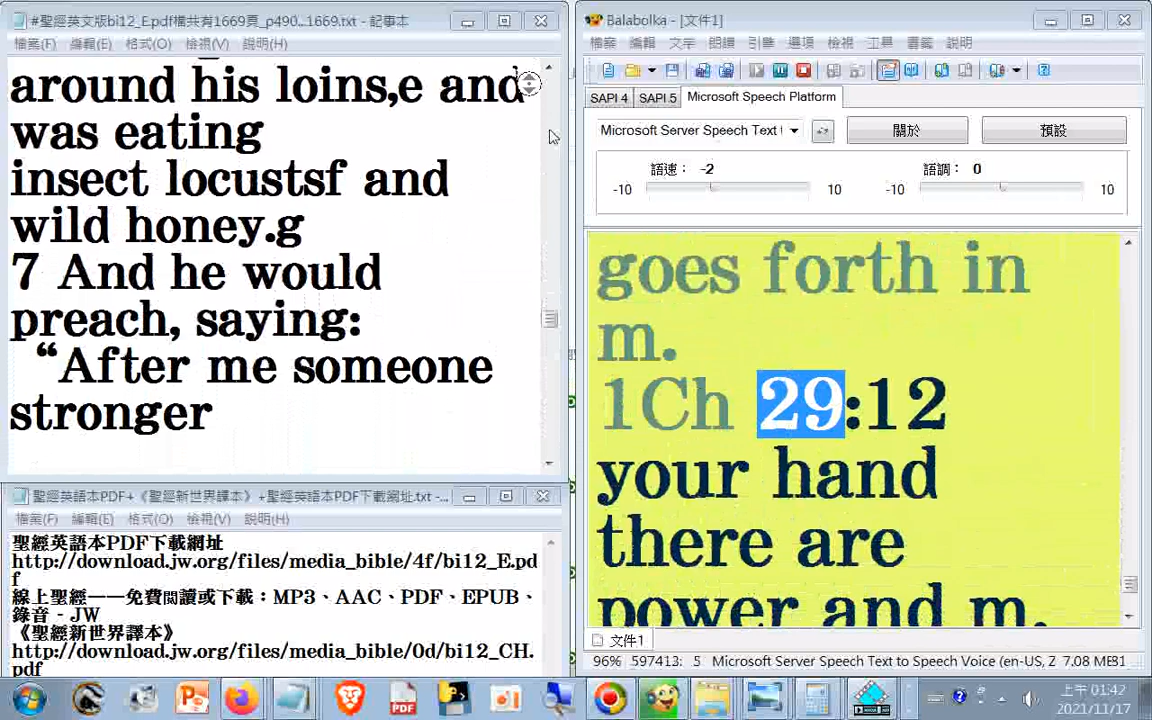 #聖經英文版bi12_E.pdf橫共有1669頁_p490...1669.txt - 記事本
檔案(F) 編輯(E) 格式(O) 檢視(V) 說明(H)
around his loins,e and
was eating
insect locustsf and
wild honey.g
7 And he would
preach, saying:
“After me someone
stronger
聖經英語本PDF+《聖經新世界譯本》+聖經英語本PDF下載網址.txt - ...
檔案(F) 編輯(E) 格式(O) 檢視(V) 說明(H)
聖經英語本PDF下載網址
http://download.jw.org/files/media_bible/4f/bi12_E.pd
f
線上聖經——免費閱讀或下載：MP3、AAC、PDF、EPUB、
錄音 - JW
《聖經新世界譯本》
http://download.jw.org/files/media_bible/0d/bi12_CH.
pdf
Balabolka - [文件1]
檔案 編輯 文字 朗讀 引擎 選項 檢視 工具 書籤 說明
SAPI 4 SAPI 5 Microsoft Speech Platform
Microsoft Server Speech Text 關於 預設
語速： -2 語調： 0
-10 10 -10 10
goes forth in
m.
1Ch 29:12
your hand
there are
power and m.
文件1
96% 597413: 5 Microsoft Server Speech Text to Speech Voice (en-US, Z 7.08 MB
PDF
上午 01:42
2021/11/17